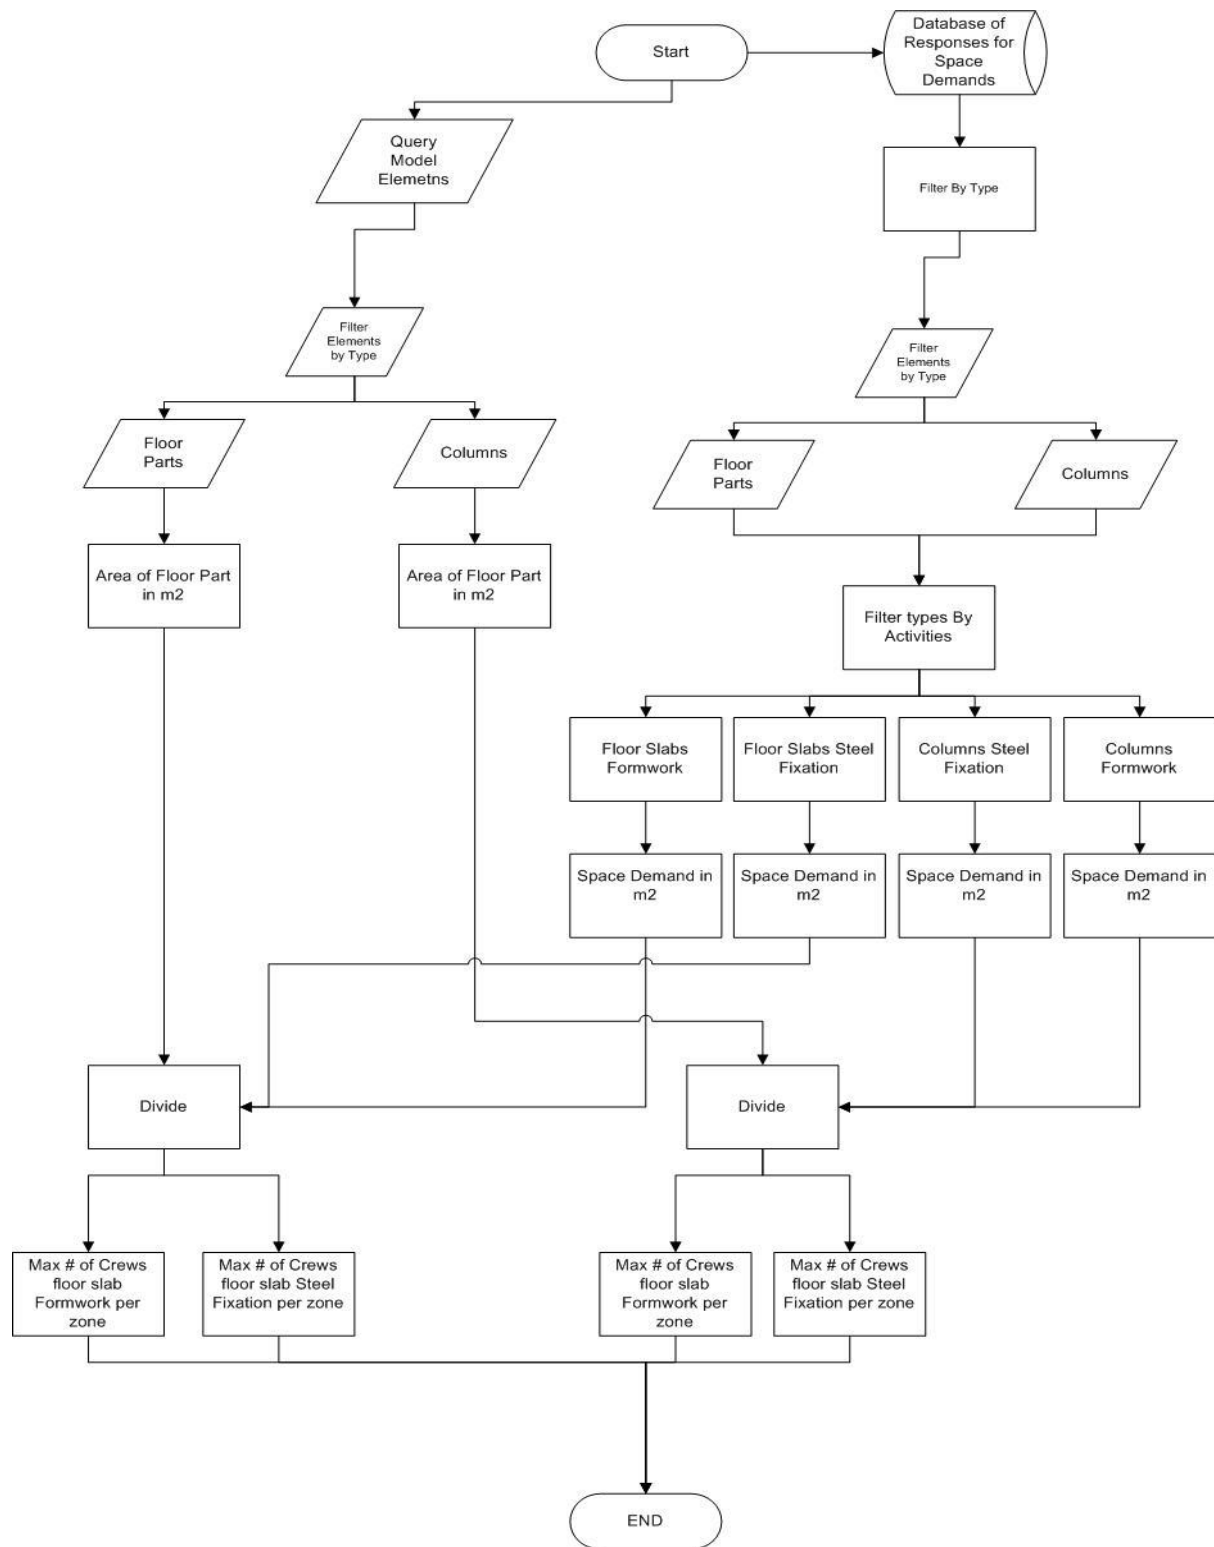 Start
Database of
Responses for
Space
Demands
Query
Model
Elemetns
Filter By Type
Filter
Elements
by Type
Filter
Elements
by Type
Floor
Parts
Columns
Floor
Parts
Columns
Area of Floor Part
in m2
Area of Floor Part
in m2
Filter types By
Activities
Floor Slabs
Formwork
Floor Slabs Steel
Fixation
Columns Steel
Fixation
Columns
Formwork
Space Demand in
m2
Space Demand in
m2
Space Demand in
m2
Space Demand in
m2
Divide
Divide
Max # of Crews
floor slab
Formwork per
zone
Max # of Crews
floor slab Steel
Fixation per zone
Max # of Crews
floor slab
Formwork per
zone
Max # of Crews
floor slab Steel
Fixation per zone
END